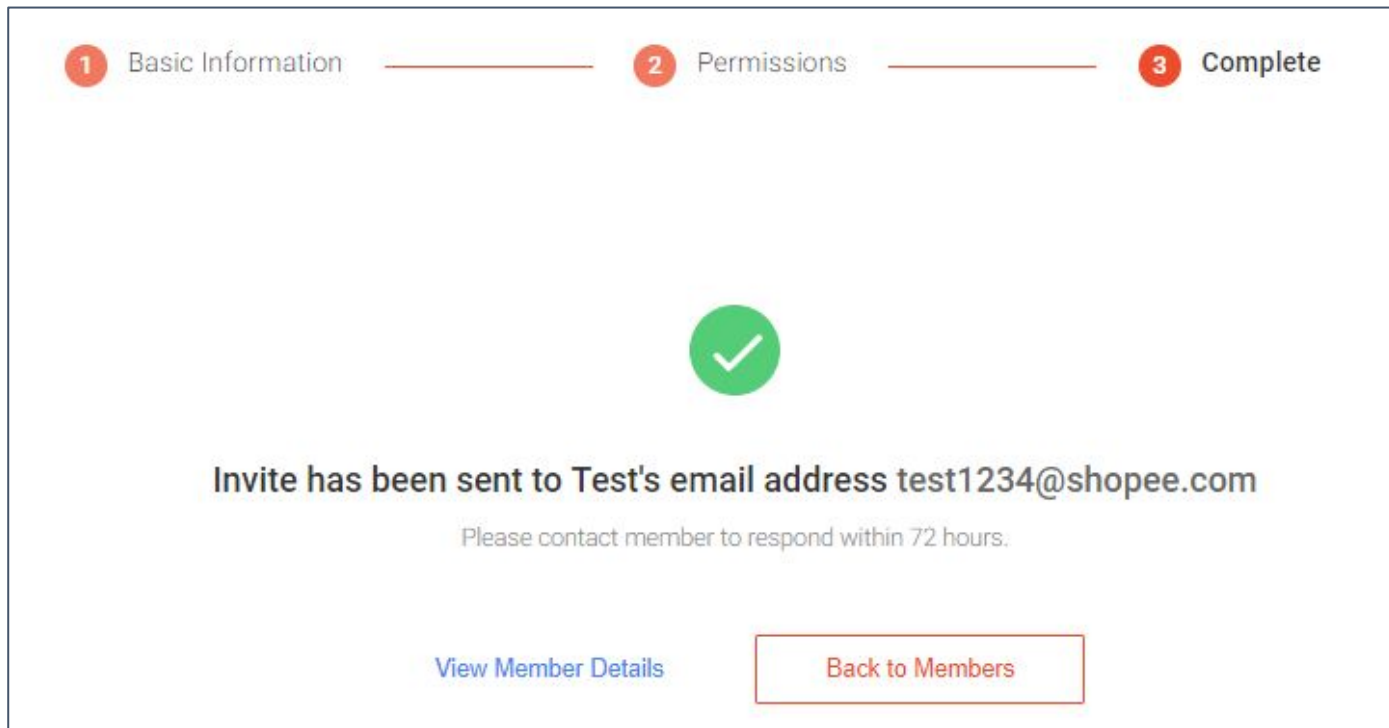 1 Basic Information 2 Permissions 3 Complete
Invite has been sent to Test's email address test1234@shopee.com
Please contact member to respond within 72 hours.
View Member Details Back to Members